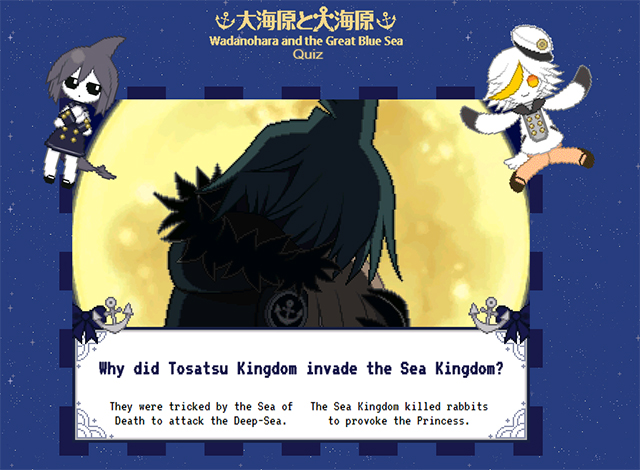 大海原と大海原
Wadanohara and the Great Blue Sea
Quiz
Why did Tosatsu Kingdom invade the Sea Kingdom?
They were tricked by the Sea of
Death to attack the Deep-Sea.
The Sea Kingdom killed rabbits
to provoke the Princess.